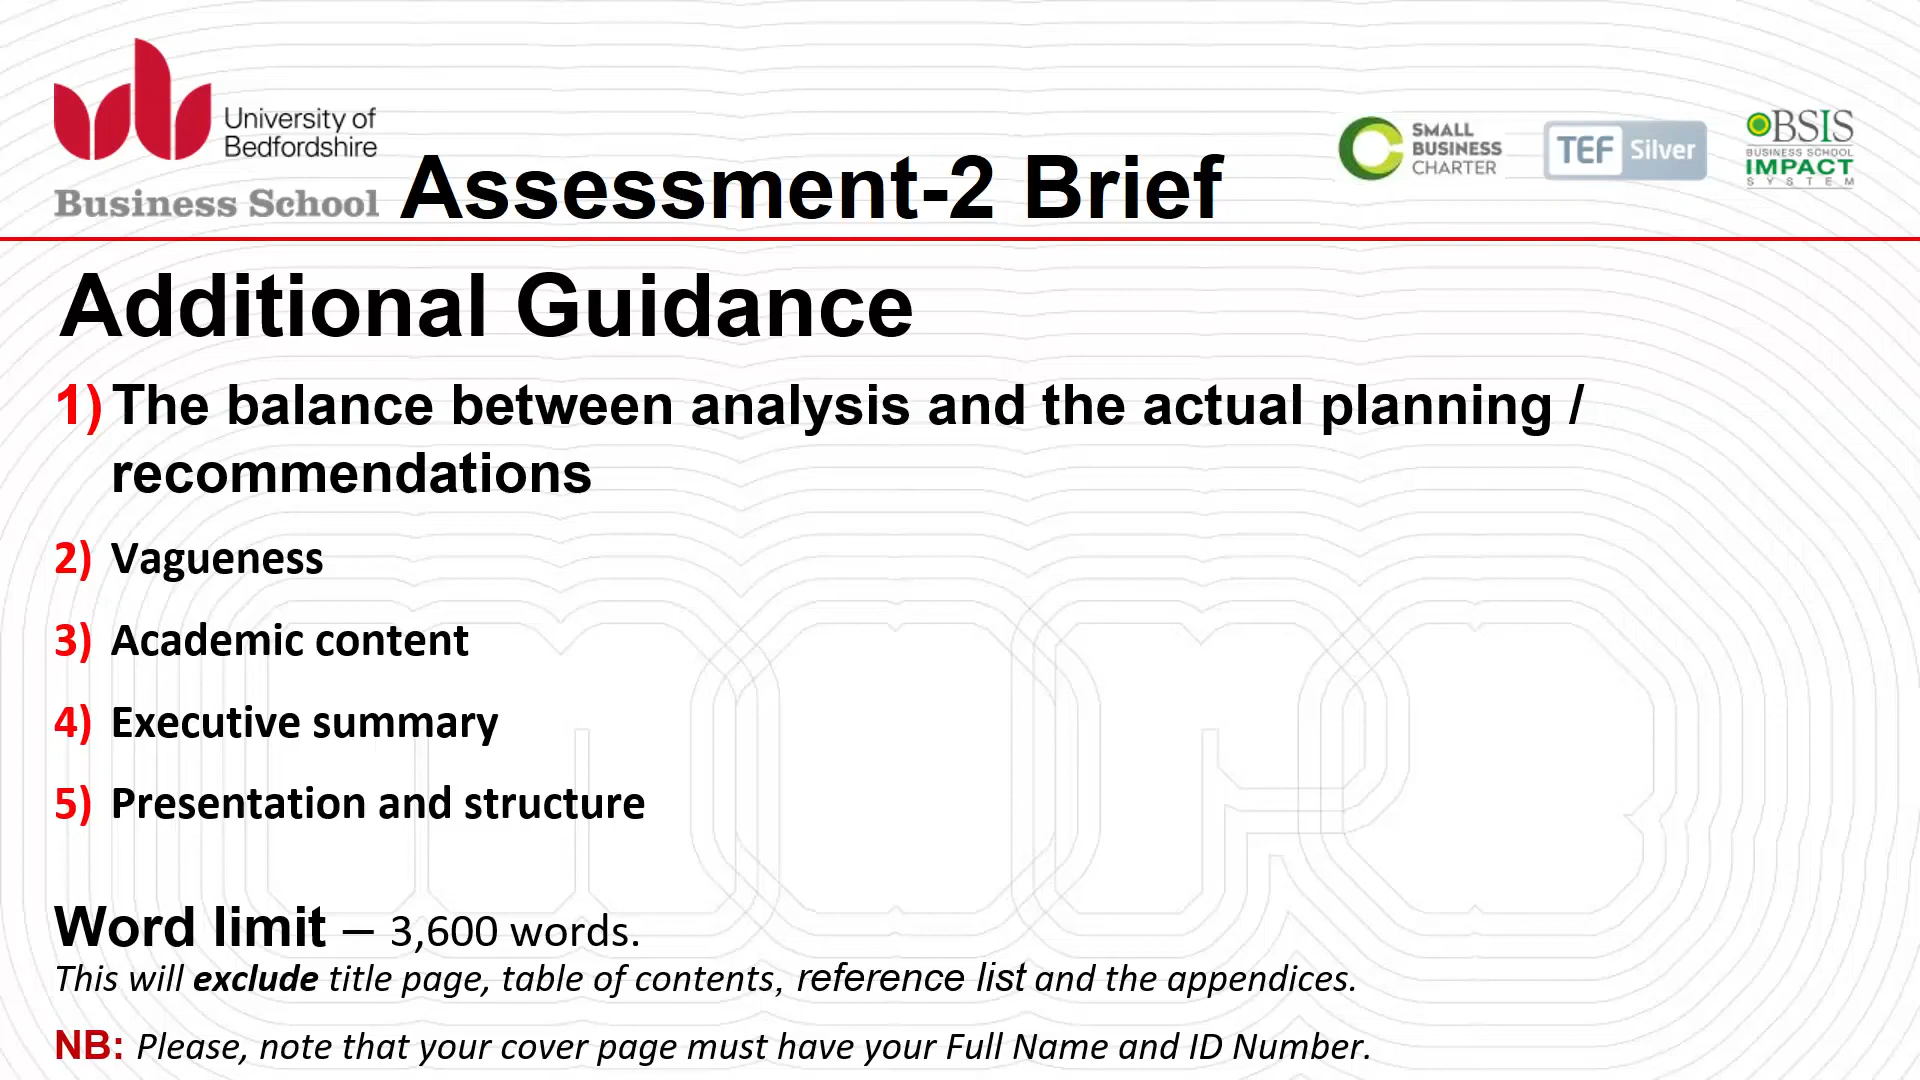 University of
Bedfordshire
Business School
Assessment-2 Brief
SMALL
BUSINESS
CHARTER
TEF Silver
BSIS
BUSINESS SCHOOL
IMPACT
SYSTEM
Additional Guidance
1) The balance between analysis and the actual planning /
recommendations
2) Vagueness
3) Academic content
4) Executive summary
5) Presentation and structure
Word limit – 3,600 words.
This will exclude title page, table of contents, reference list and the appendices.
NB: Please, note that your cover page must have your Full Name and ID Number.